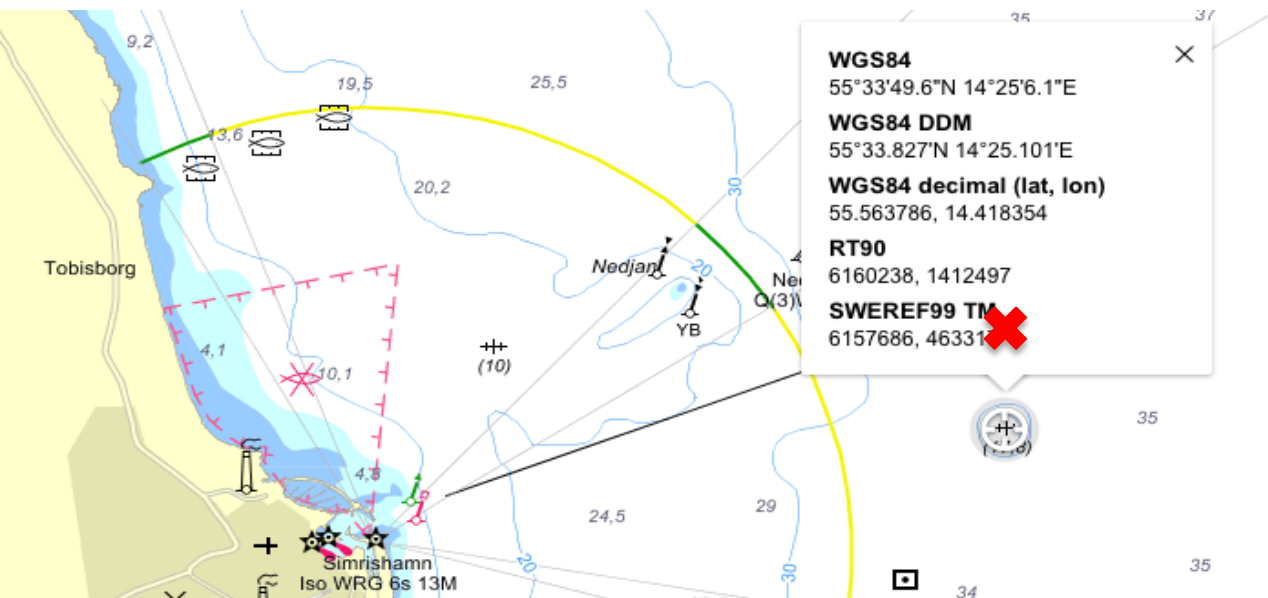 35
37
9,2
19,5
25,5
13,6
20,2
30
WGS84
55°33'49.6"N 14°25'6.1"E
WGS84 DDM
55°33.827'N 14°25.101'E
WGS84 decimal (lat, lon)
55.563786, 14.418354
RT90
6160238, 1412497
SWEREF99 TM
6157686, 46331
Tobisborg
Nedjan
20
YB
Q(3)
4,1
10,1
(10)
35
4,8
24,5
29
Simrishamn
Iso WRG 6s 13M
20
30
34
35